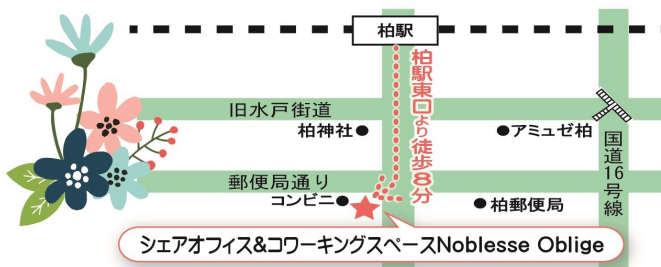 柏駅
柏駅東口より徒歩8分
旧水戸街道
柏神社
アミュゼ柏
国道16号線
郵便局通り
コンビニ
柏郵便局
シェアオフィス&コワーキングスペースNoblesse Oblige